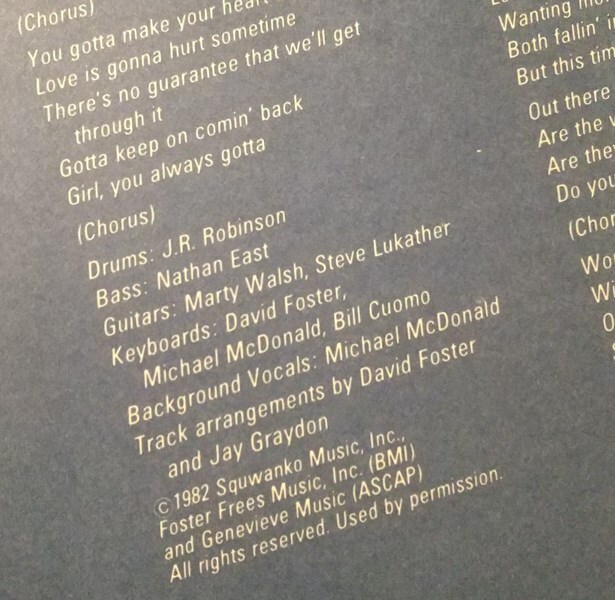 (Chorus)
You gotta make your
Love is gonna hurt sometime
There's no guarantee that we'll get
through it
Gotta keep on comin' back
Girl, you always gotta
(Chorus)
Drums: J.R. Robinson
Bass: Nathan East
Guitars: Marty Walsh, Steve Lukather
Keyboards: David Foster,
Michael McDonald, Bill Cuomo
Background Vocals: Michael McDonald
Track arrangements by David Foster
and Jay Graydon
©1982 Squwanko Music, Inc.,
Foster Frees Music, Inc. (BMI)
and Genevieve Music (ASCAP)
All rights reserved. Used by permission.
Wanting
Both fallin'
But this
Out there
Are the
Are
Do